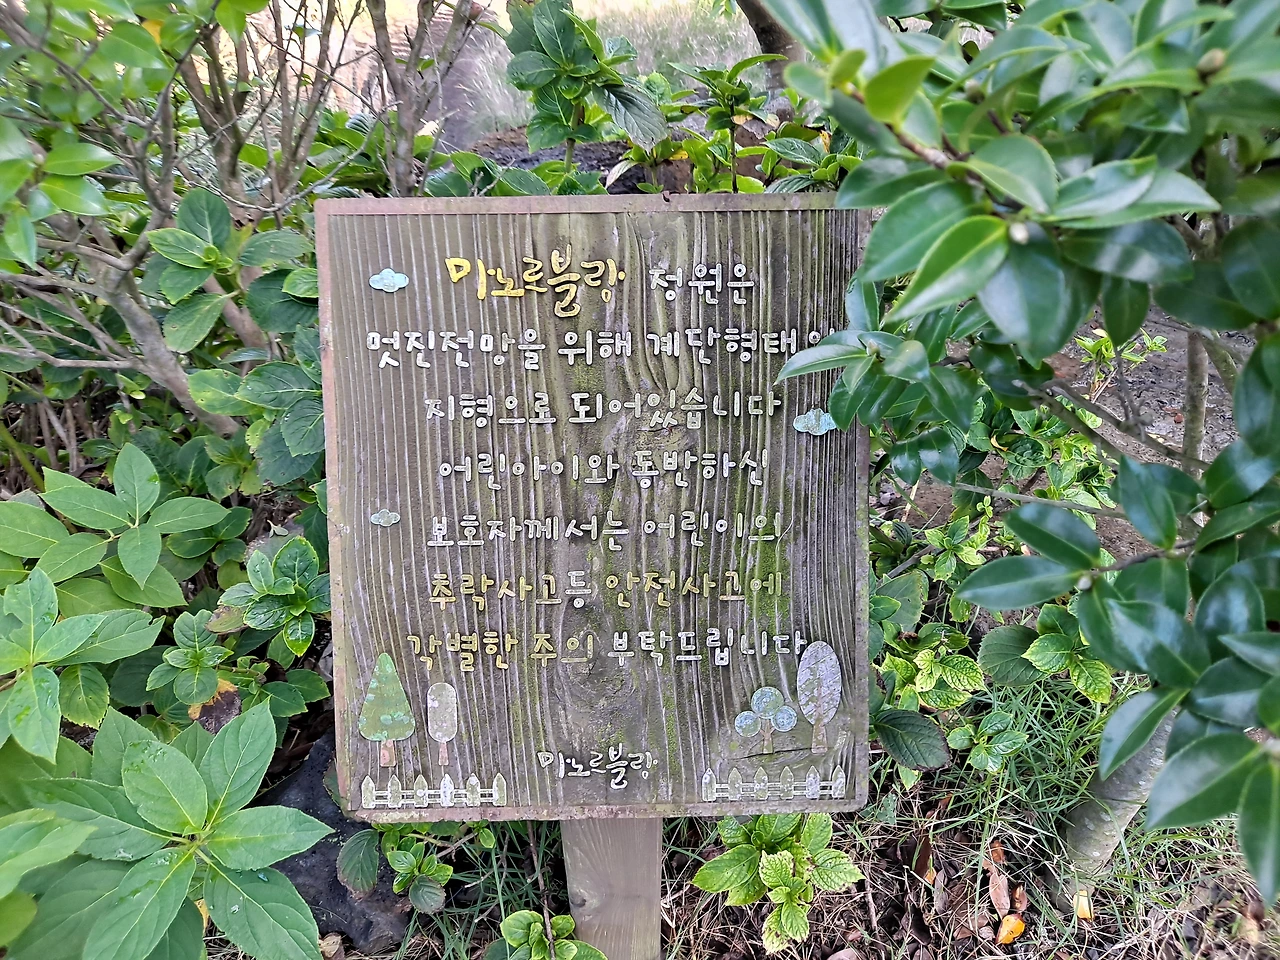 마노르블랑 정원은
멋진전망을 위해 계단형태
지형으로 되어있습니다
어린아이와 동반하신
보호자께서는 어린이의
추락사고등 안전사고에
각별한 주의 부탁드립니다
마노르블랑